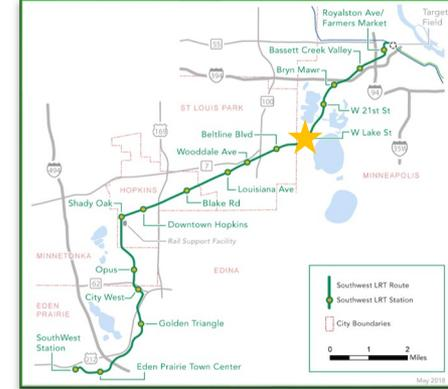 Royalston Ave/
Farmers Market
Target
Field
55
Bassett Creek Valley
94
394
Bryn Mawr
ST LOUIS PARK
100
W 21st St
169
Beltline Blvd
W Lake St
Wooddale Ave
7
35W
494
MINNEAPOLIS
HOPKINS
Louisiana Ave
Shady Oak
Blake Rd
Downtown Hopkins
Rail Support Facility
MINNETONKA
EDINA
Opus
62
City West
EDEN
PRAIRIE
Golden Triangle
SouthWest
Station
212
Eden Prairie Town Center
Southwest LRT Route
Southwest LRT Station
City Boundaries
0 1 2
Miles
May 2018